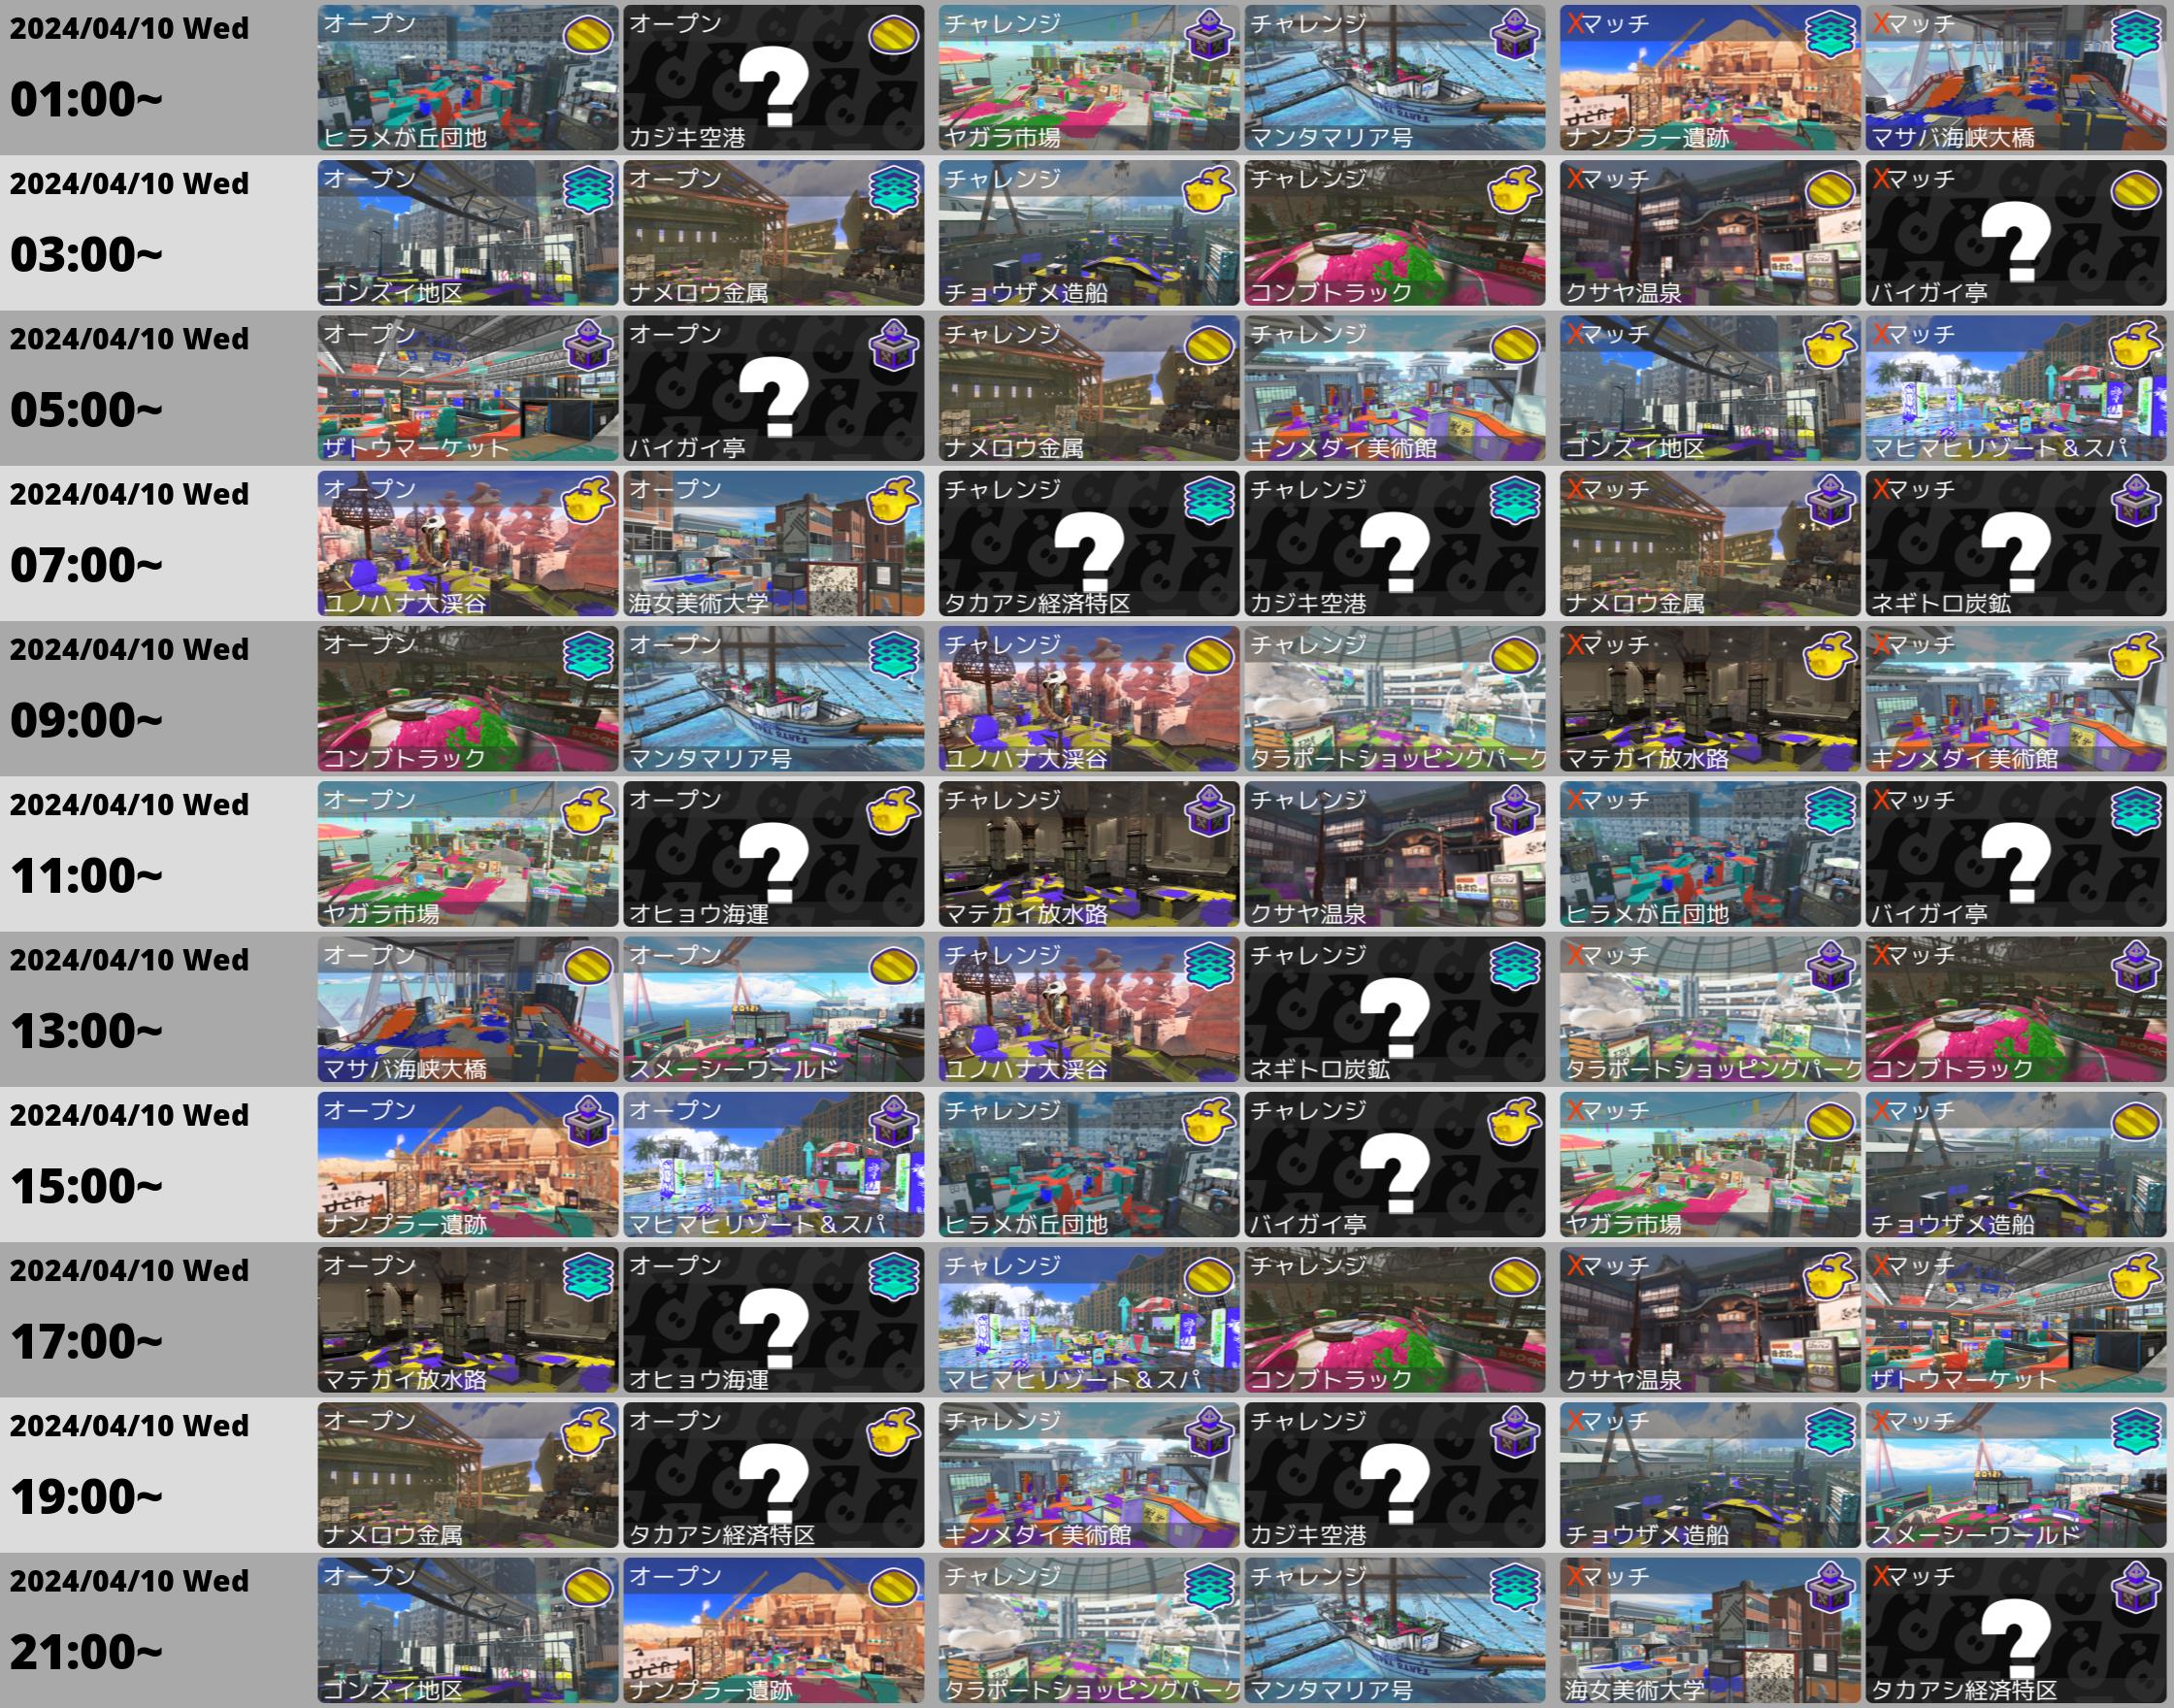 2024/04/10 Wed
01:00~
オープン オープン チャレンジ チャレンジ Xマッチ Xマッチ
ヒラメが丘団地 カジキ空港 ヤガラ市場 マンタマリア号 ナンプラー遺跡 マサバ海峡大橋
2024/04/10 Wed
03:00~
オープン オープン チャレンジ チャレンジ Xマッチ Xマッチ
ゴンズイ地区 ナメロウ金属 チョウザメ造船 コンブトラック クサヤ温泉 バイガイ亭
2024/04/10 Wed
05:00~
オープン オープン チャレンジ チャレンジ Xマッチ Xマッチ
ザトウマーケット バイガイ亭 ナメロウ金属 キンメダイ美術館 ゴンズイ地区 マヒマヒリゾート＆スパ
2024/04/10 Wed
07:00~
オープン オープン チャレンジ チャレンジ Xマッチ Xマッチ
ユノハナ大渓谷 海女美術大学 タカアシ経済特区 カジキ空港 ナメロウ金属 ネギトロ炭鉱
2024/04/10 Wed
09:00~
オープン オープン チャレンジ チャレンジ Xマッチ Xマッチ
コンブトラック マンタマリア号 ユノハナ大渓谷 タラポートショッピングパーク マテガイ放水路 キンメダイ美術館
2024/04/10 Wed
11:00~
オープン オープン チャレンジ チャレンジ Xマッチ Xマッチ
ヤガラ市場 オヒョウ海運 マテガイ放水路 クサヤ温泉 ヒラメが丘団地 バイガイ亭
2024/04/10 Wed
13:00~
オープン オープン チャレンジ チャレンジ Xマッチ Xマッチ
マサバ海峡大橋 スメーシーワールド ユノハナ大渓谷 ネギトロ炭鉱 タラポートショッピングパーク コンブトラック
2024/04/10 Wed
15:00~
オープン オープン チャレンジ チャレンジ Xマッチ Xマッチ
ナンプラー遺跡 マヒマヒリゾート＆スパ ヒラメが丘団地 バイガイ亭 ヤガラ市場 チョウザメ造船
2024/04/10 Wed
17:00~
オープン オープン チャレンジ チャレンジ Xマッチ Xマッチ
マテガイ放水路 オヒョウ海運 マヒマヒリゾート＆スパ コンブトラック クサヤ温泉 ザトウマーケット
2024/04/10 Wed
19:00~
オープン オープン チャレンジ チャレンジ Xマッチ Xマッチ
ナメロウ金属 タカアシ経済特区 キンメダイ美術館 カジキ空港 チョウザメ造船 スメーシーワールド
2024/04/10 Wed
21:00~
オープン オープン チャレンジ チャレンジ Xマッチ Xマッチ
ゴンズイ地区 ナンプラー遺跡 タラポートショッピングパーク マンタマリア号 海女美術大学 タカアシ経済特区